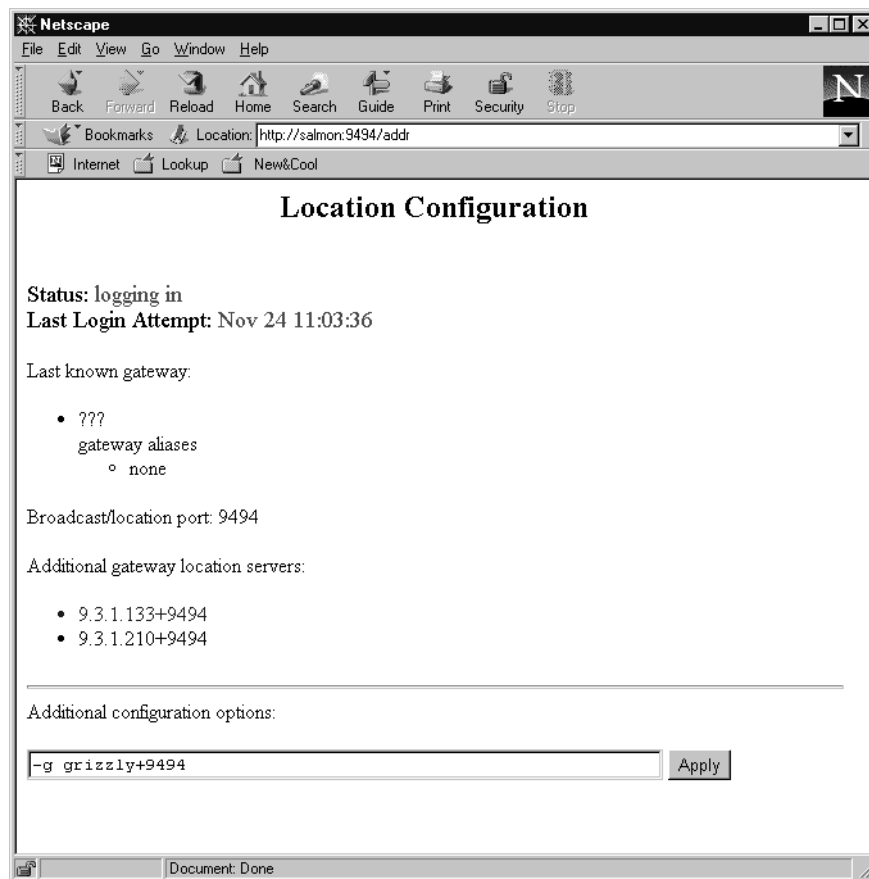 Netscape
File Edit View Go Window Help
Back Forward Reload Home Search Guide Print Security Stop
N
Bookmarks Location: http://salmon:9494/addr
Internet Lookup New&Cool
Location Configuration
Status: logging in
Last Login Attempt: Nov 24 11:03:36
Last known gateway:
???
gateway aliases
none
Broadcast/location port: 9494
Additional gateway location servers:
9.3.1.133+9494
9.3.1.210+9494
Additional configuration options:
-g grizzly+9494 Apply
Document: Done